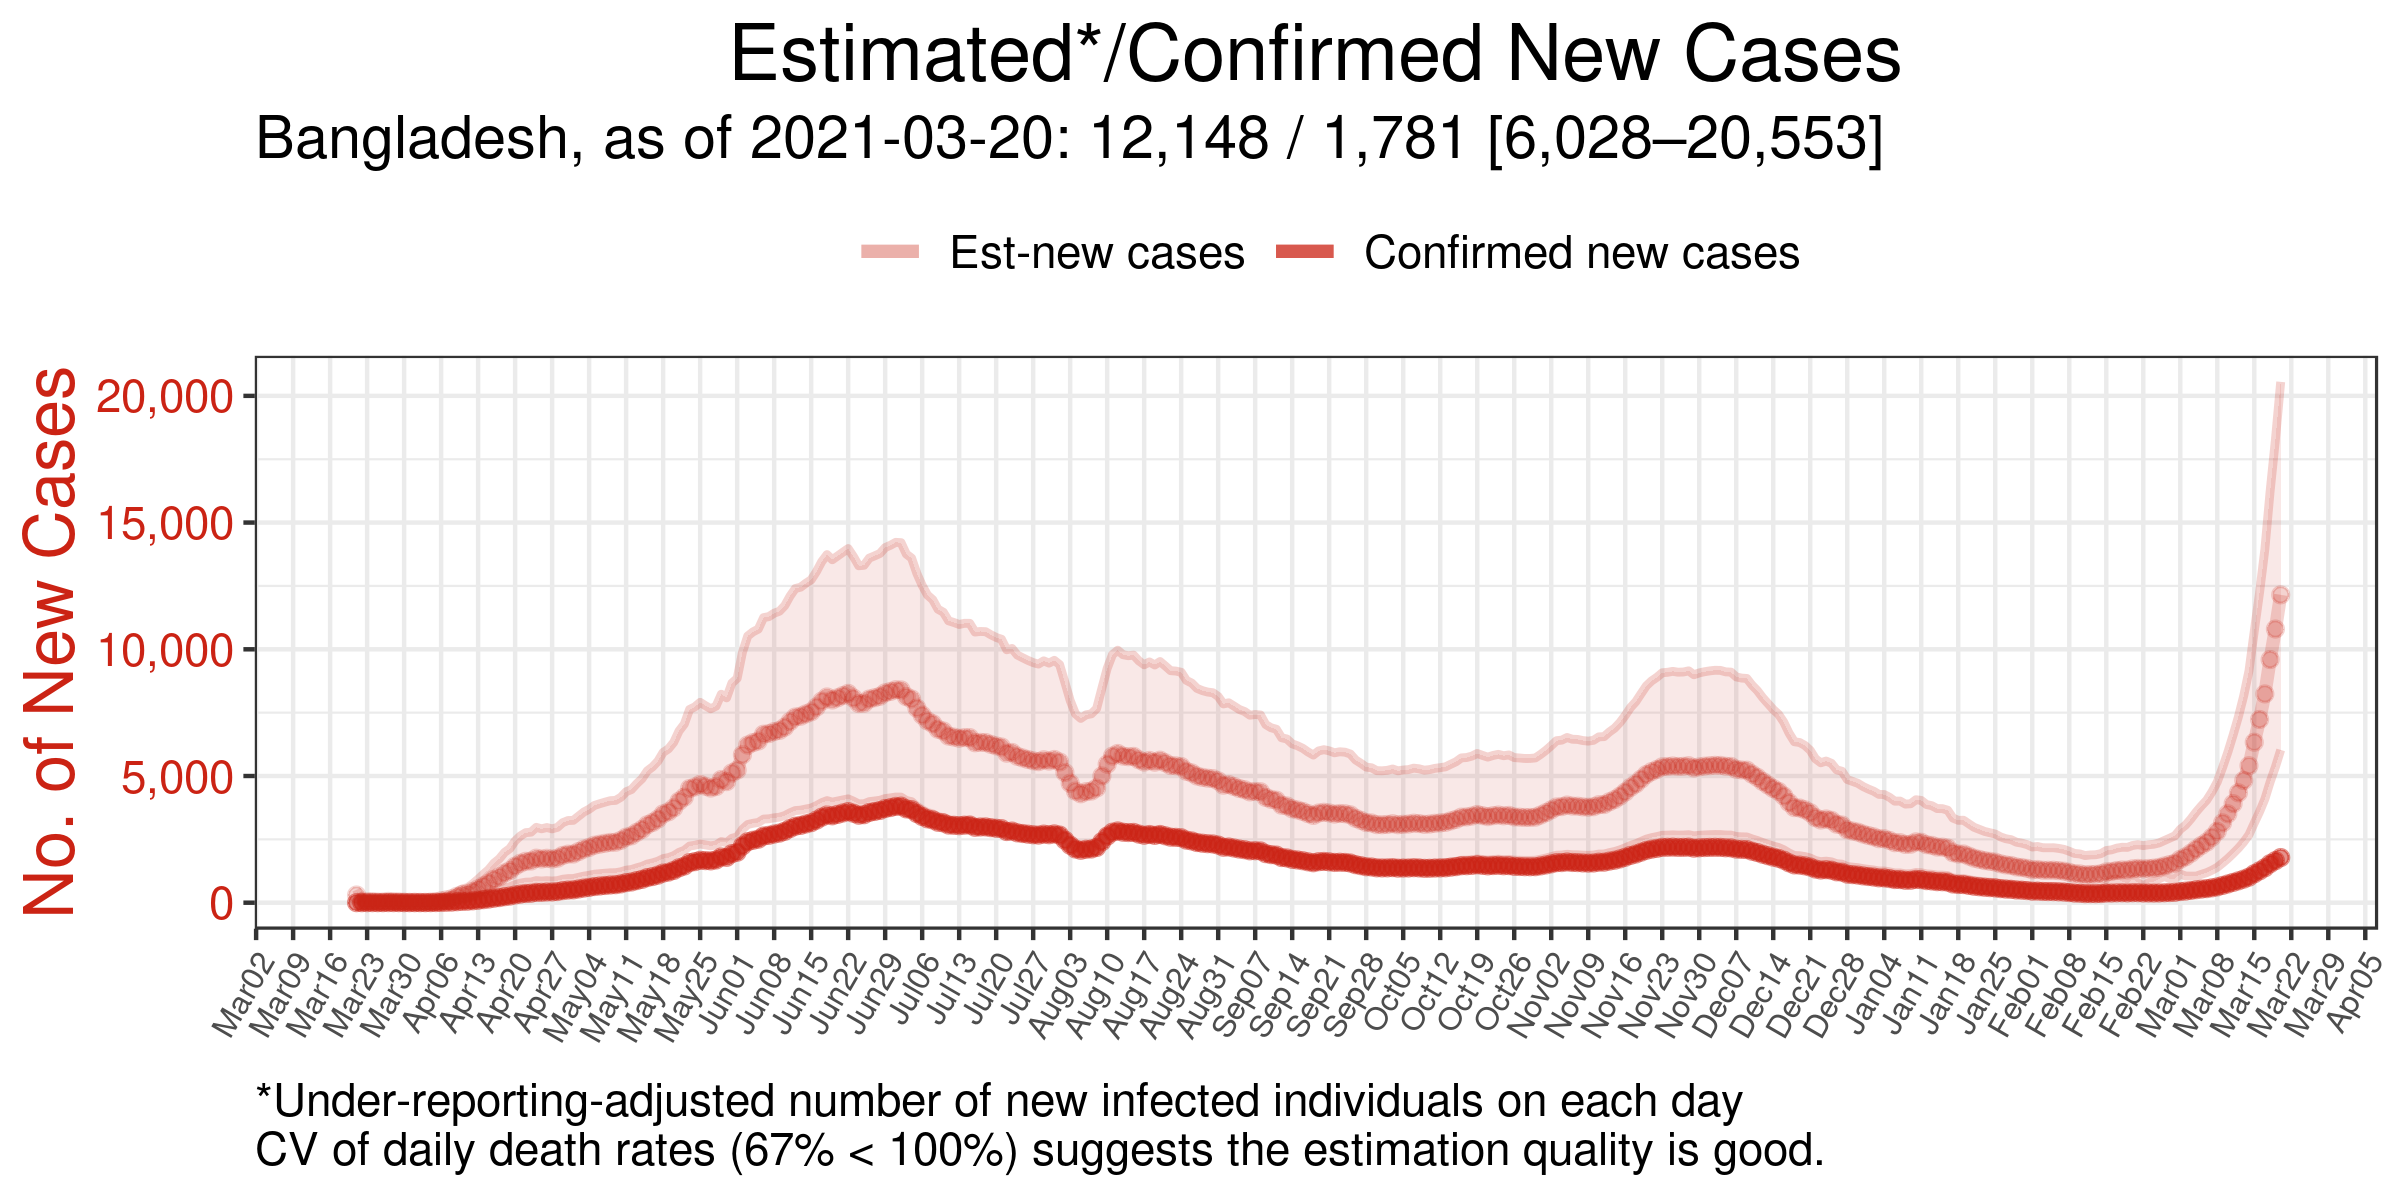 Estimated*/Confirmed New Cases
Bangladesh, as of 2021-03-20: 12,148 / 1,781 [6,028–20,553]
Est-new cases Confirmed new cases
No. of New Cases
20,000
15,000
10,000
5,000
0
Mar02 Mar09 Mar16 Mar23 Mar30 Apr06 Apr13 Apr20 Apr27 May04 May11 May18 May25 Jun01 Jun08 Jun15 Jun22 Jun29 Jul06 Jul13 Jul20 Jul27 Aug03 Aug10 Aug17 Aug24 Aug31 Sep07 Sep14 Sep21 Sep28 Oct05 Oct12 Oct19 Oct26 Nov02 Nov09 Nov16 Nov23 Nov30 Dec07 Dec14 Dec21 Dec28 Jan04 Jan11 Jan18 Jan25 Feb01 Feb08 Feb15 Feb22 Mar01 Mar08 Mar15 Mar22 Mar29 Apr05
*Under-reporting-adjusted number of new infected individuals on each day
CV of daily death rates (67% < 100%) suggests the estimation quality is good.